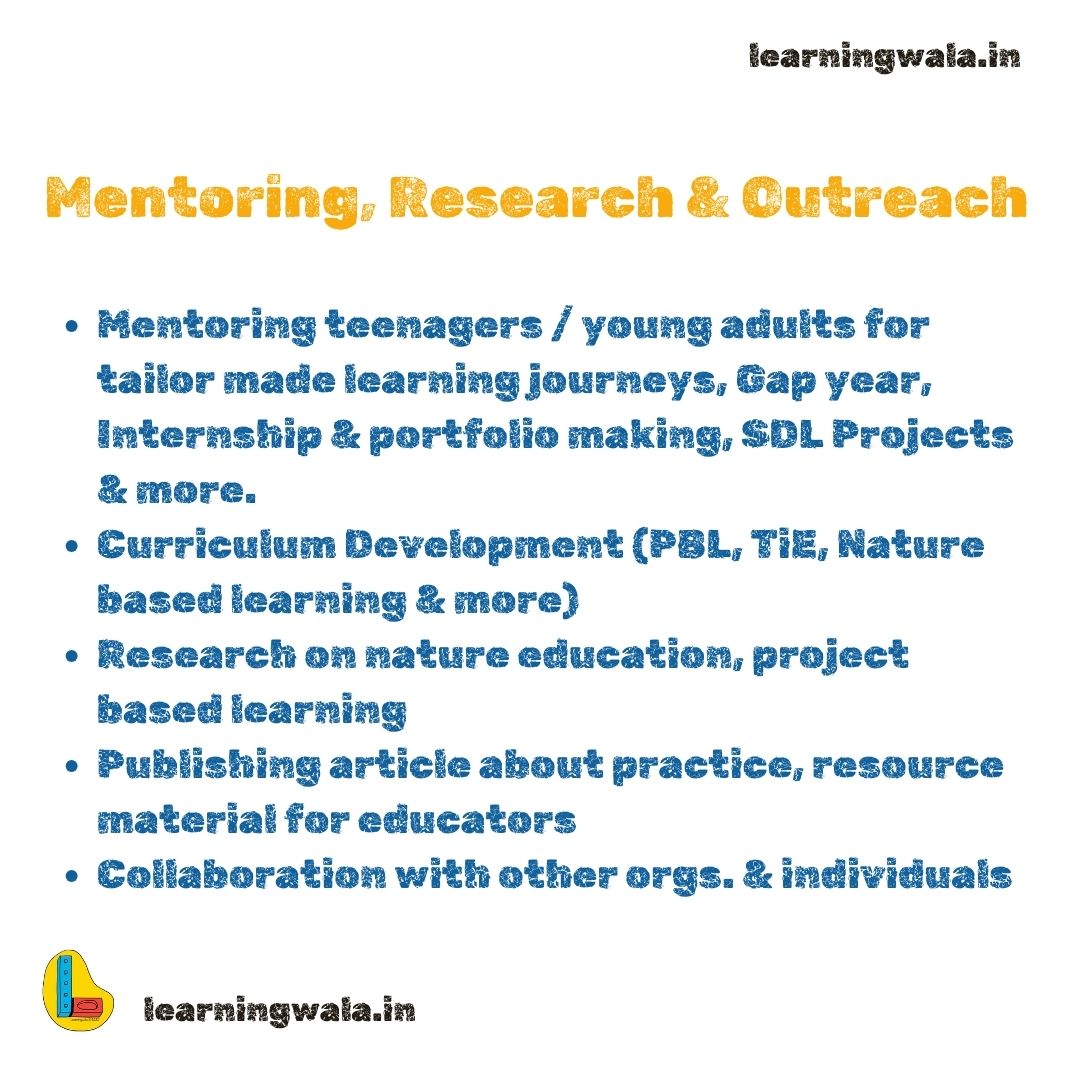 learningwala.in
Mentoring, Research & Outreach
• Mentoring teenagers / young adults for
tailor made learning journeys, Gap year,
Internship & portfolio making, SDL Projects
& more.
• Curriculum Development (PBL, TiE, Nature
based learning & more)
• Research on nature education, project
based learning
• Publishing article about practice, resource
material for educators
• Collaboration with other orgs. & individuals
learningwala.in